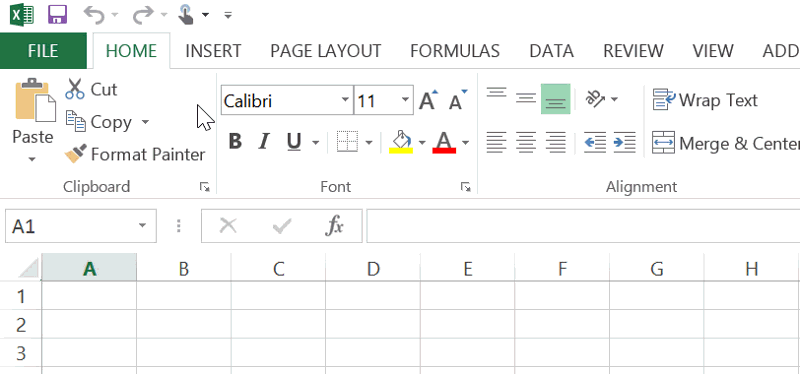 FILE HOME INSERT PAGE LAYOUT FORMULAS DATA REVIEW VIEW ADD
Cut
Calibri 11 A A
Wrap Text
Copy
Paste
B I U A
Merge & Center
Format Painter
Clipboard Font Alignment
A1 fx
A B C D E F G H
1
2
3